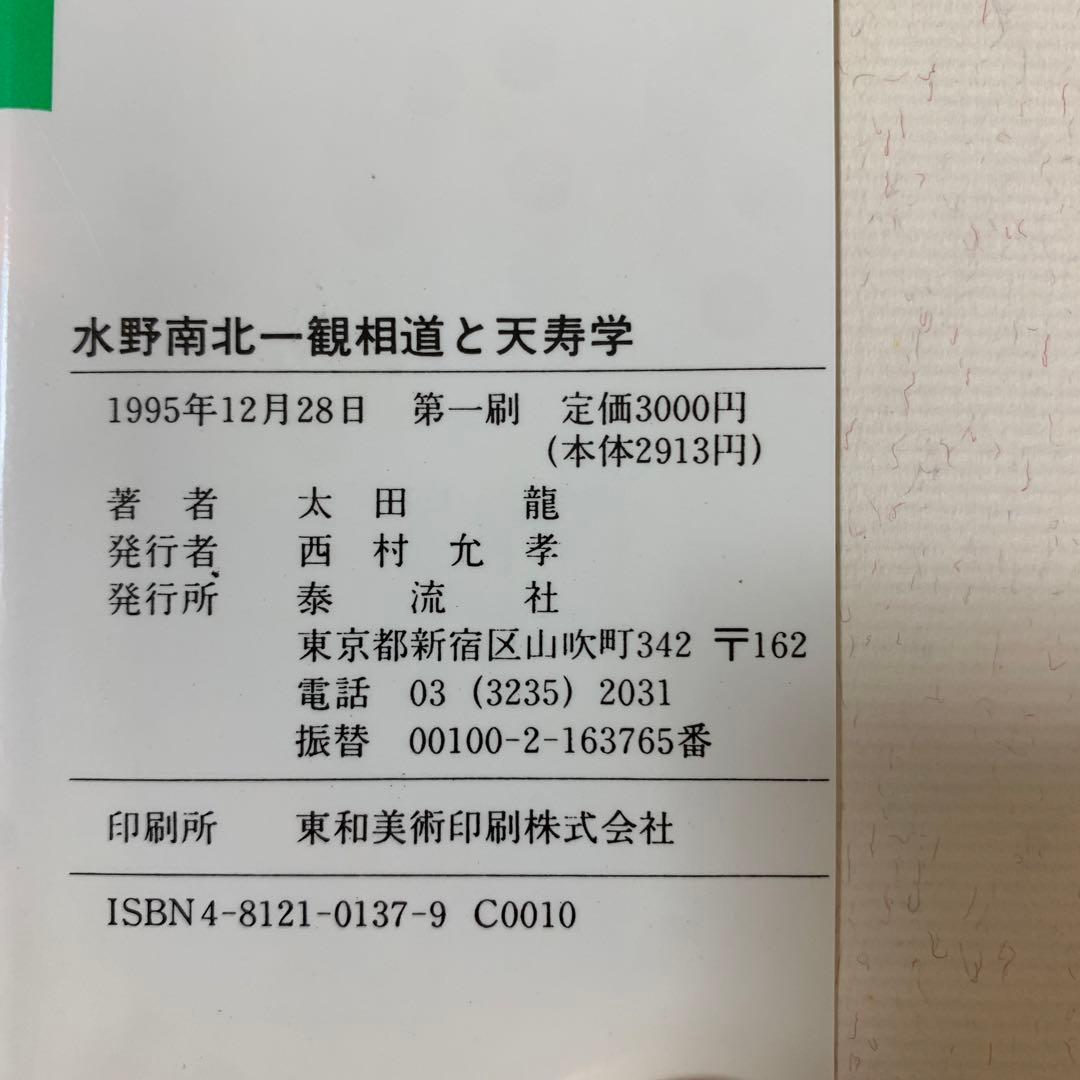 水野南北―観相道と天寿学
1995年12月28日 第一刷 定価3000円
(本体2913円)
著者 太田龍
発行者 西村允孝
発行所 泰流社
東京都新宿区山吹町342 〒162
電話 03 (3235) 2031
振替 00100-2-163765番
印刷所 東和美術印刷株式会社
ISBN4-8121-0137-9 C0010